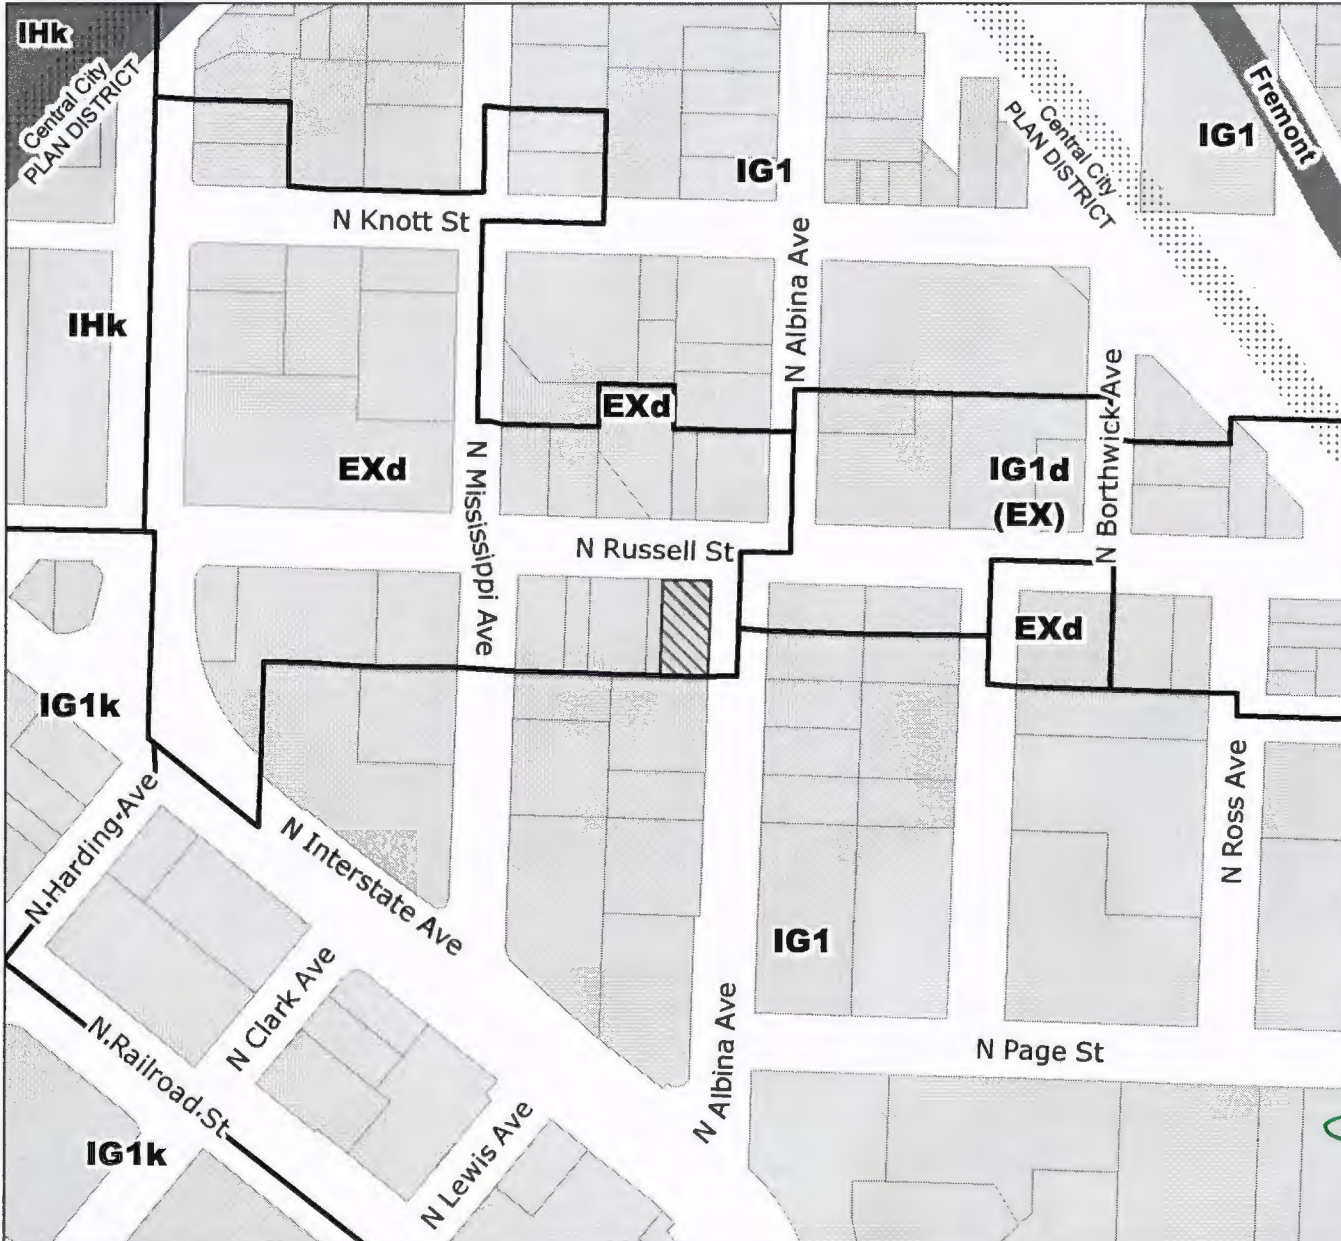 IHk
Central City
PLAN DISTRICT
Fremont
IG1
IG1
Central City
PLAN DISTRICT
N Knott St
N Albina Ave
IHk
EXd
N Borthwick Ave
EXd
N Mississippi Ave
IG1d
(EX)
N Russell St
EXd
IG1k
N Harding Ave
N Interstate Ave
N Ross Ave
IG1
N Clark Ave
N Albina Ave
N Page St
N Railroad St
IG1k
N Lewis Ave